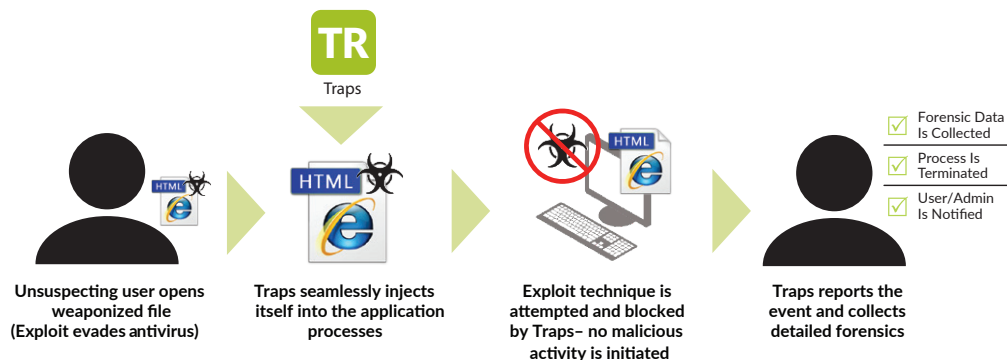 TR
Traps
HTML
HTML
HTML
Forensic Data
Is Collected
Process Is
Terminated
User/Admin
Is Notified
Unsuspecting user opens
weaponized file
(Exploit evades antivirus)
Traps seamlessly injects
itself into the application
processes
Exploit technique is
attempted and blocked
by Traps– no malicious
activity is initiated
Traps reports the
event and collects
detailed forensics